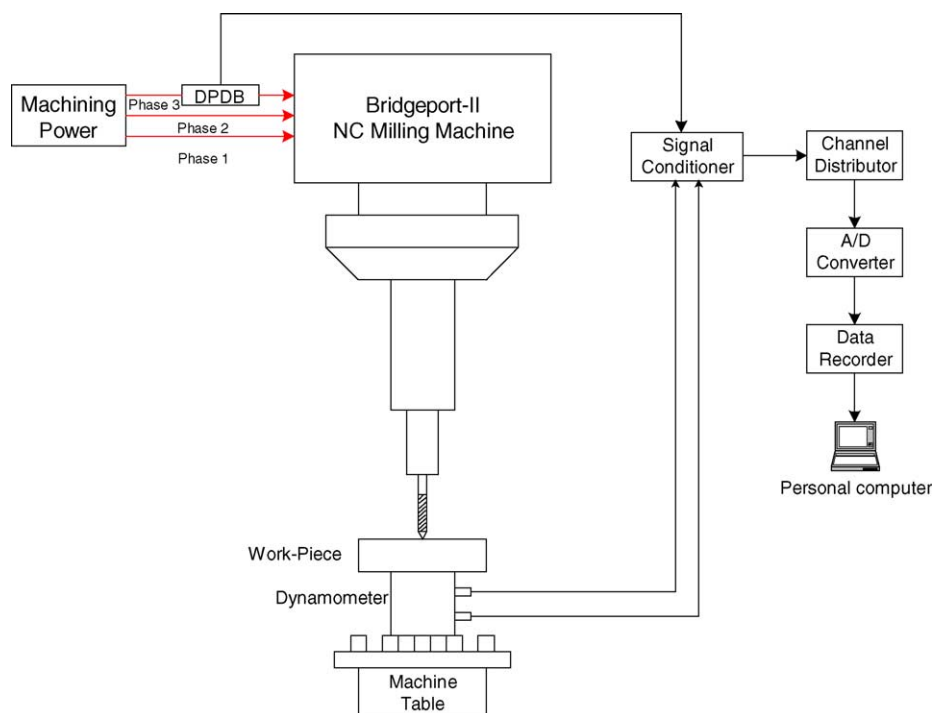 Machining
Power
Phase 3
DPDB
Phase 2
Phase 1
Bridgeport-II
NC Milling Machine
Signal
Conditioner
Channel
Distributor
A/D
Converter
Data
Recorder
Personal computer
Work-Piece
Dynamometer
Machine
Table